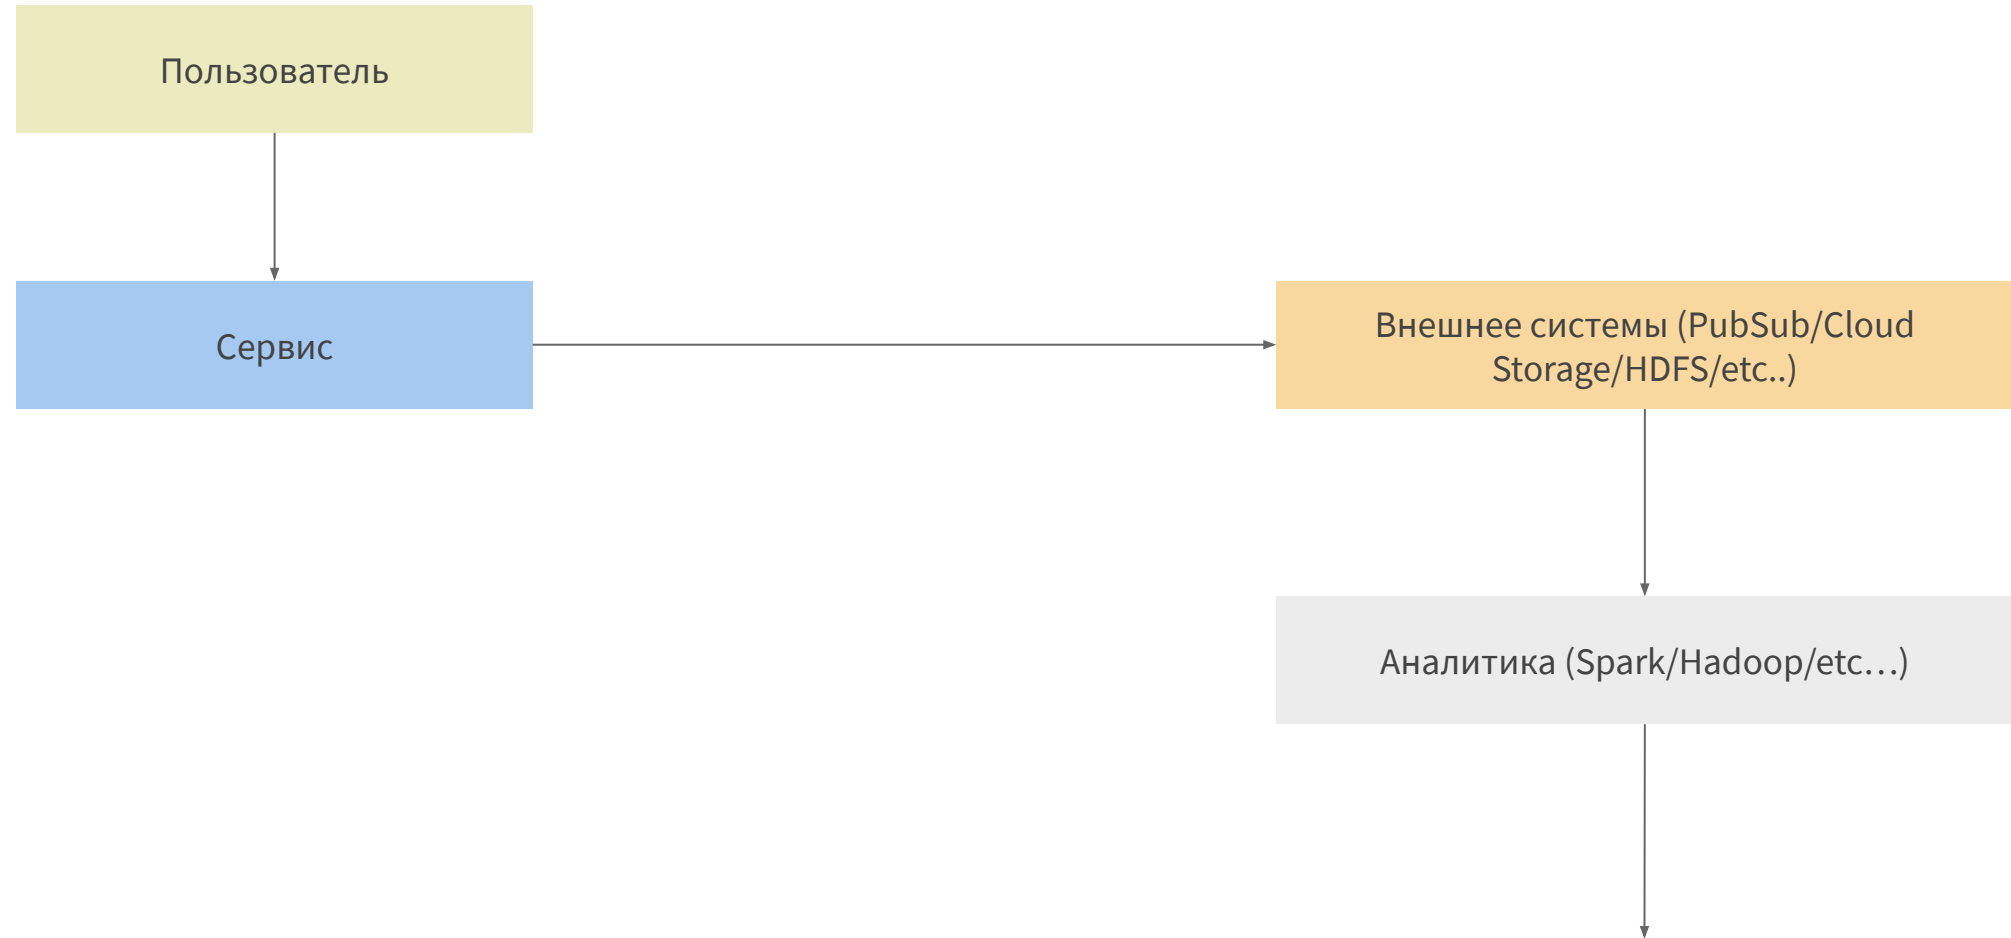 Пользователь
Сервис
Внешнее системы (PubSub/Cloud
Storage/HDFS/etc..)
Аналитика (Spark/Hadoop/etc…)